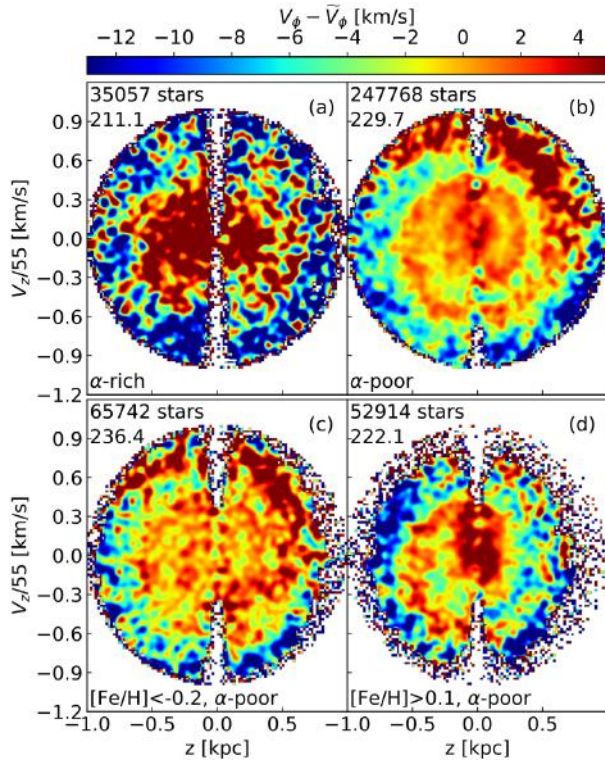 V_ϕ − Ṽ_ϕ [km/s]
−12 −10 −8 −6 −4 −2 0 2 4
35057 stars
211.1
(a)
α-rich
247768 stars
229.7
(b)
α-poor
0.9
0.6
0.3
0.0
−0.3
−0.6
−0.9
−1.2
V_z/55 [km/s]
65742 stars
236.4
(c)
[Fe/H]<-0.2, α-poor
52914 stars
222.1
(d)
[Fe/H]>0.1, α-poor
0.9
0.6
0.3
0.0
−0.3
−0.6
−0.9
−1.2
V_z/55 [km/s]
−1.0 −0.5 0.0 0.5
z [kpc]
−1.0 −0.5 0.0 0.5
z [kpc]